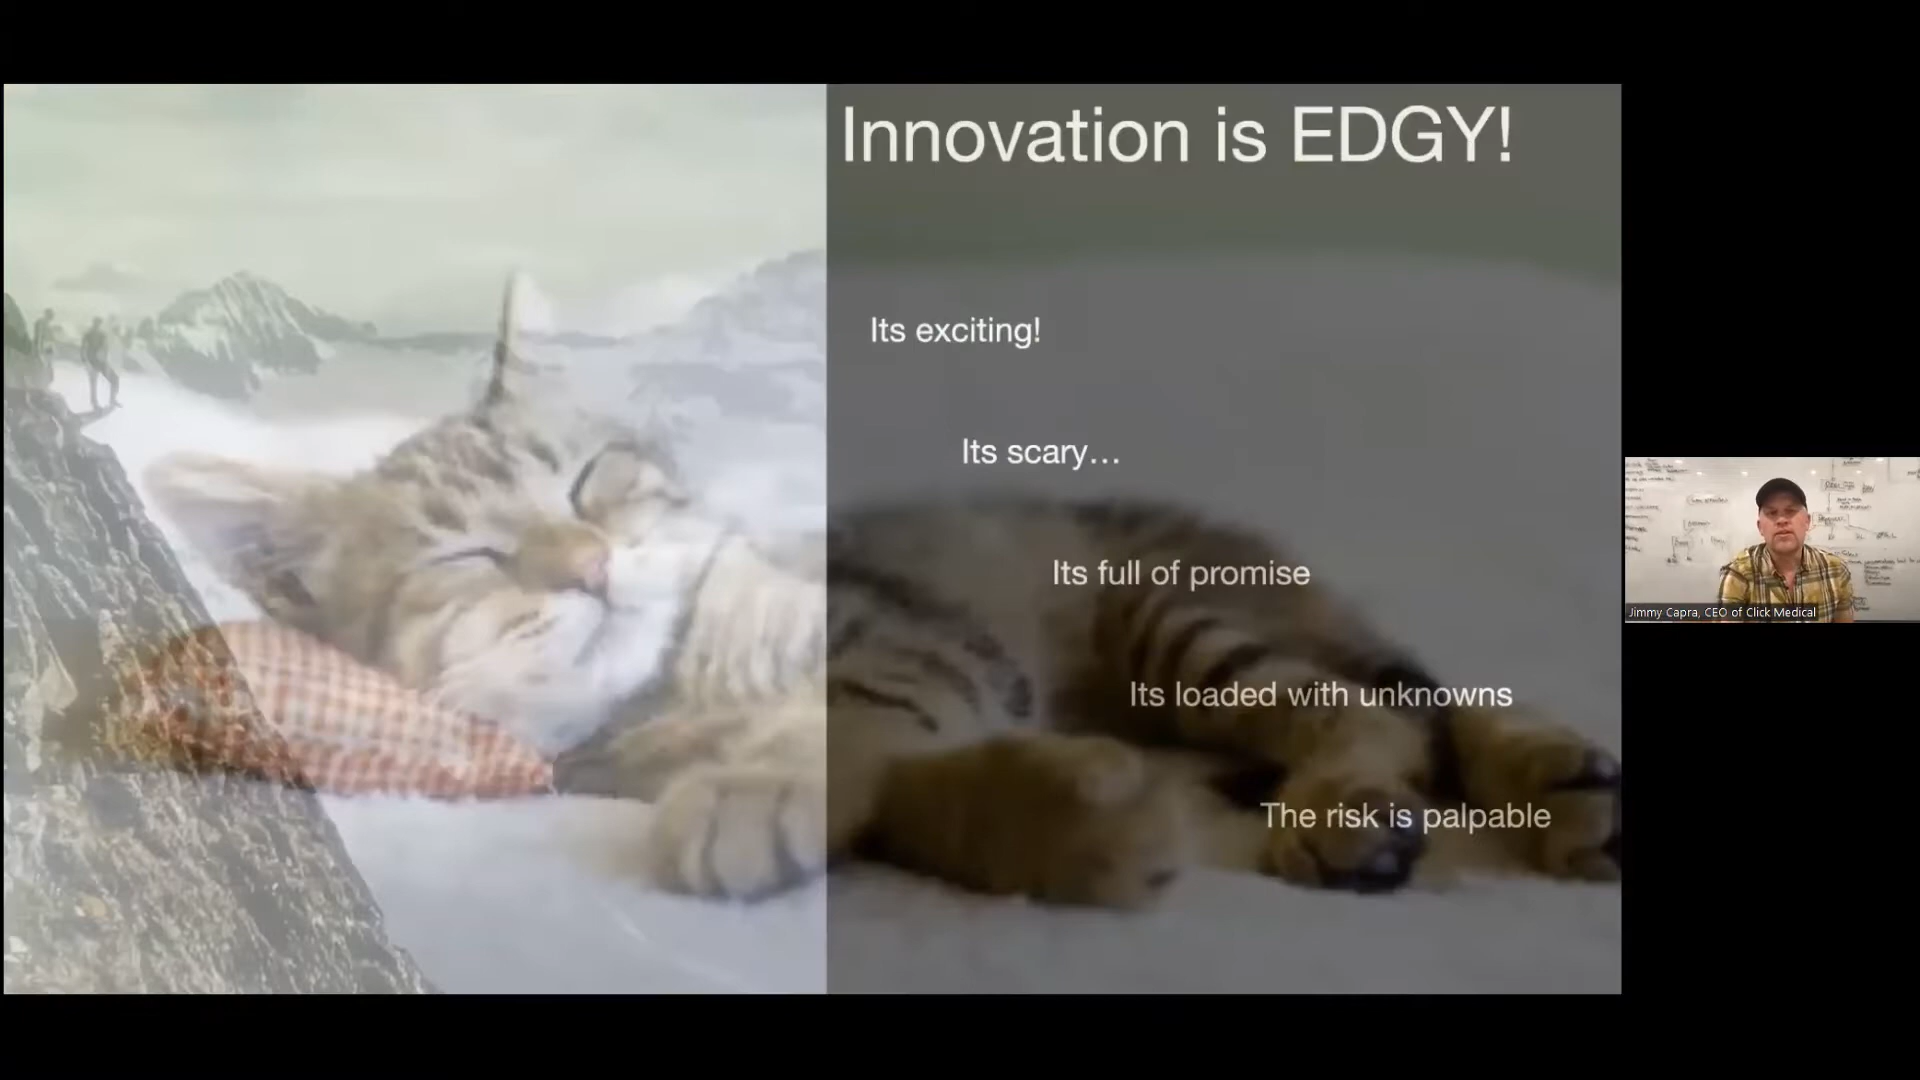 Innovation is EDGY!
Its exciting!
Its scary…
Its full of promise
Its loaded with unknowns
The risk is palpable
Jimmy Capra, CEO of Click Medical